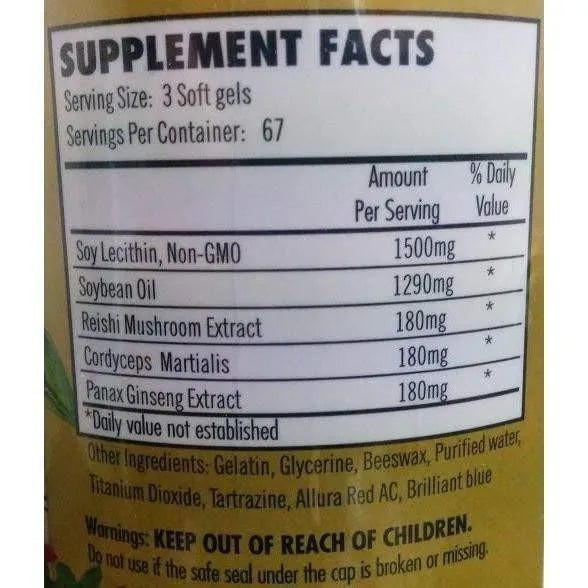 SUPPLEMENT FACTS
Serving Size: 3 Soft gels
Servings Per Container: 67
Amount Per Serving % Daily Value
Soy Lecithin, Non-GMO 1500mg *
Soybean Oil 1290mg *
Reishi Mushroom Extract 180mg *
Cordyceps Martialis 180mg *
Panax Ginseng Extract 180mg *
*Daily value not established
Other Ingredients: Gelatin, Glycerine, Beeswax, Purified water,
Titanium Dioxide, Tartrazine, Allura Red AC, Brilliant blue
Warnings: KEEP OUT OF REACH OF CHILDREN.
Do not use if the safe seal under the cap is broken or missing.